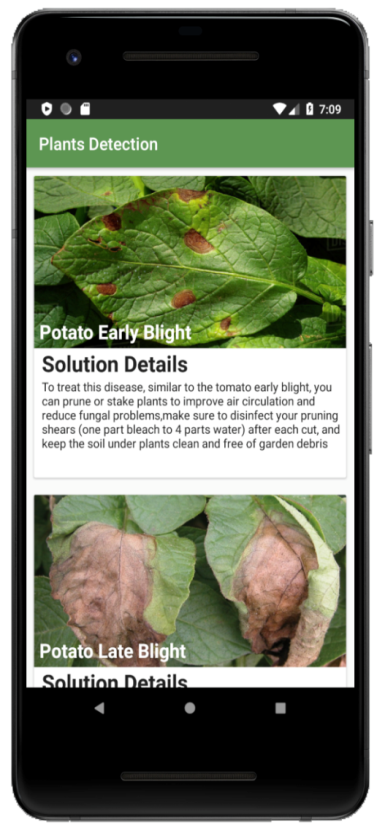 7:09
Plants Detection
Potato Early Blight
Solution Details
To treat this disease, similar to the tomato early blight, you
can prune or stake plants to improve air circulation and
reduce fungal problems,make sure to disinfect your pruning
shears (one part bleach to 4 parts water) after each cut, and
keep the soil under plants clean and free of garden debris
Potato Late Blight
Solution Details